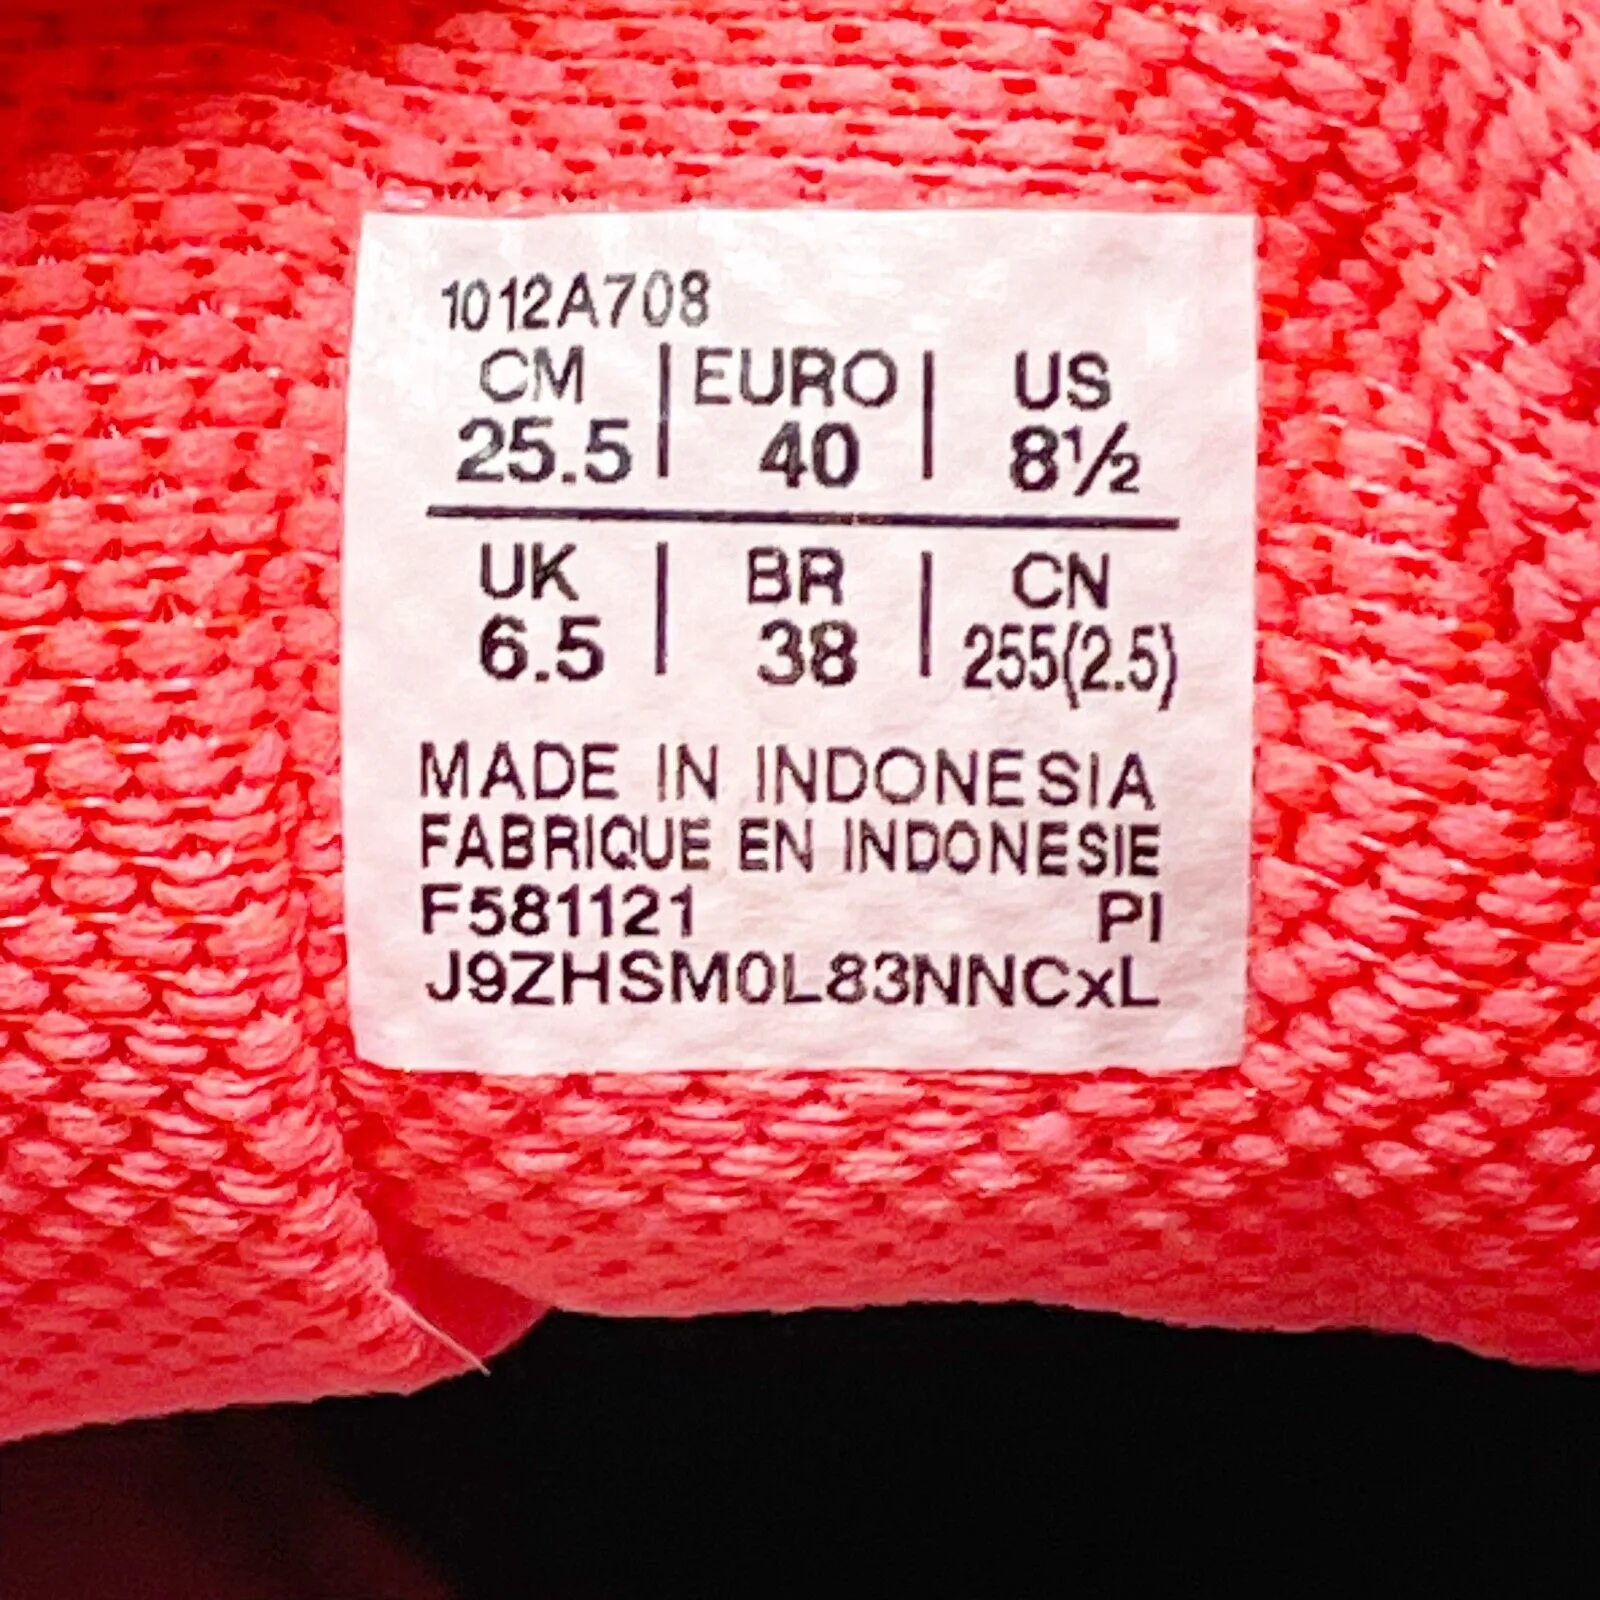 1012A708
CM | EURO | US
25.5 | 40 | 8½
UK | BR | CN
6.5 | 38 | 255(2.5)
MADE IN INDONESIA
FABRIQUE EN INDONESIE
F581121 PI
J9ZHSM0L83NNCxL